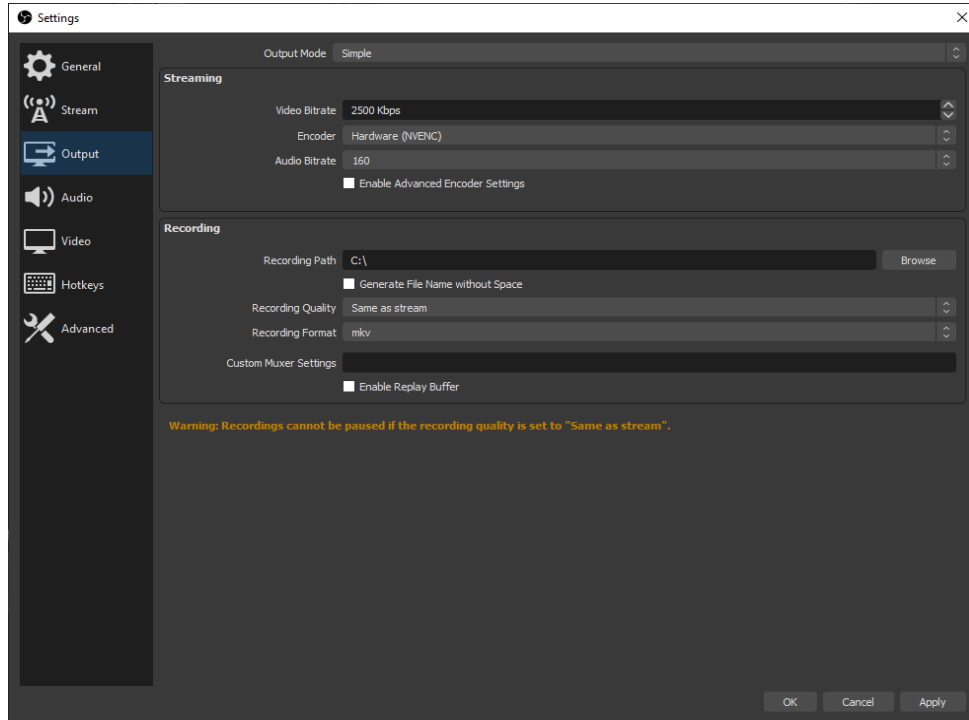 Settings
General
Stream
Output
Audio
Video
Hotkeys
Advanced
Output Mode Simple
Streaming
Video Bitrate 2500 Kbps
Encoder Hardware (NVENC)
Audio Bitrate 160
Enable Advanced Encoder Settings
Recording
Recording Path C:\ Browse
Generate File Name without Space
Recording Quality Same as stream
Recording Format mkv
Custom Muxer Settings
Enable Replay Buffer
Warning: Recordings cannot be paused if the recording quality is set to "Same as stream".
OK Cancel Apply